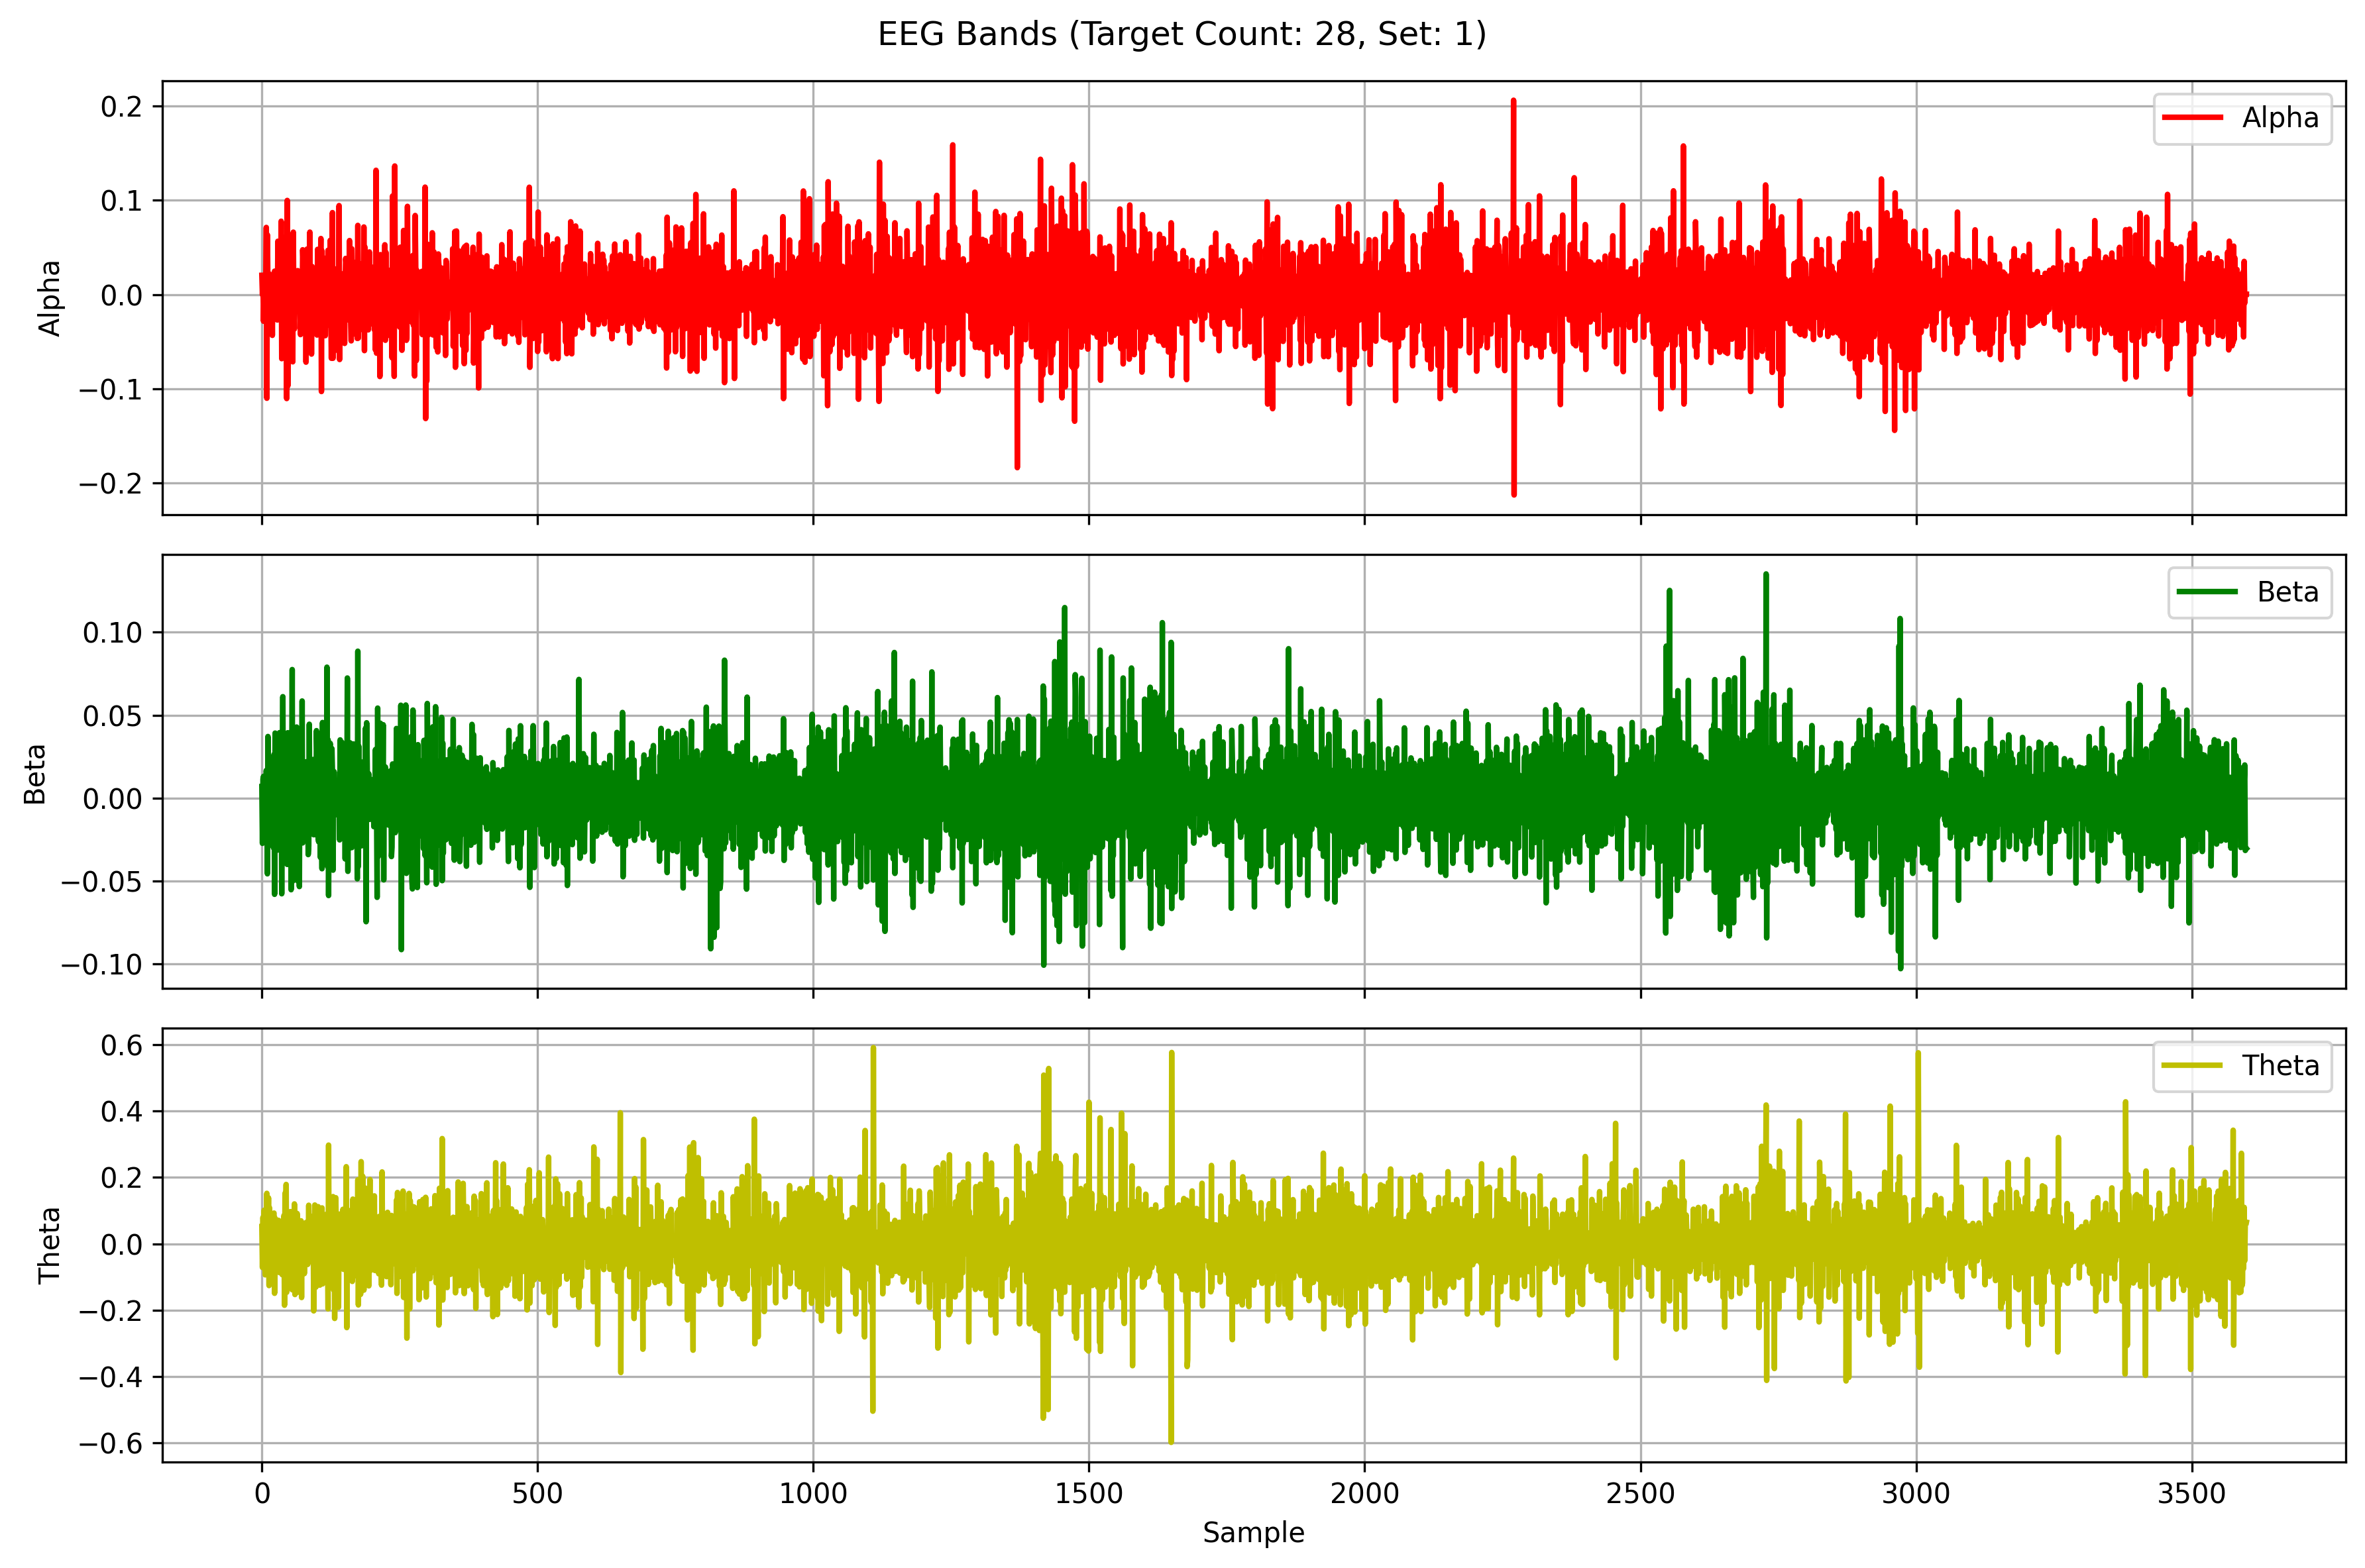 EEG Bands (Target Count: 28, Set: 1)
0.2
0.1
0.0
−0.1
−0.2
Alpha
Alpha
0.10
0.05
0.00
−0.05
−0.10
Beta
Beta
0.6
0.4
0.2
0.0
−0.2
−0.4
−0.6
Theta
Theta
0 500 1000 1500 2000 2500 3000 3500
Sample